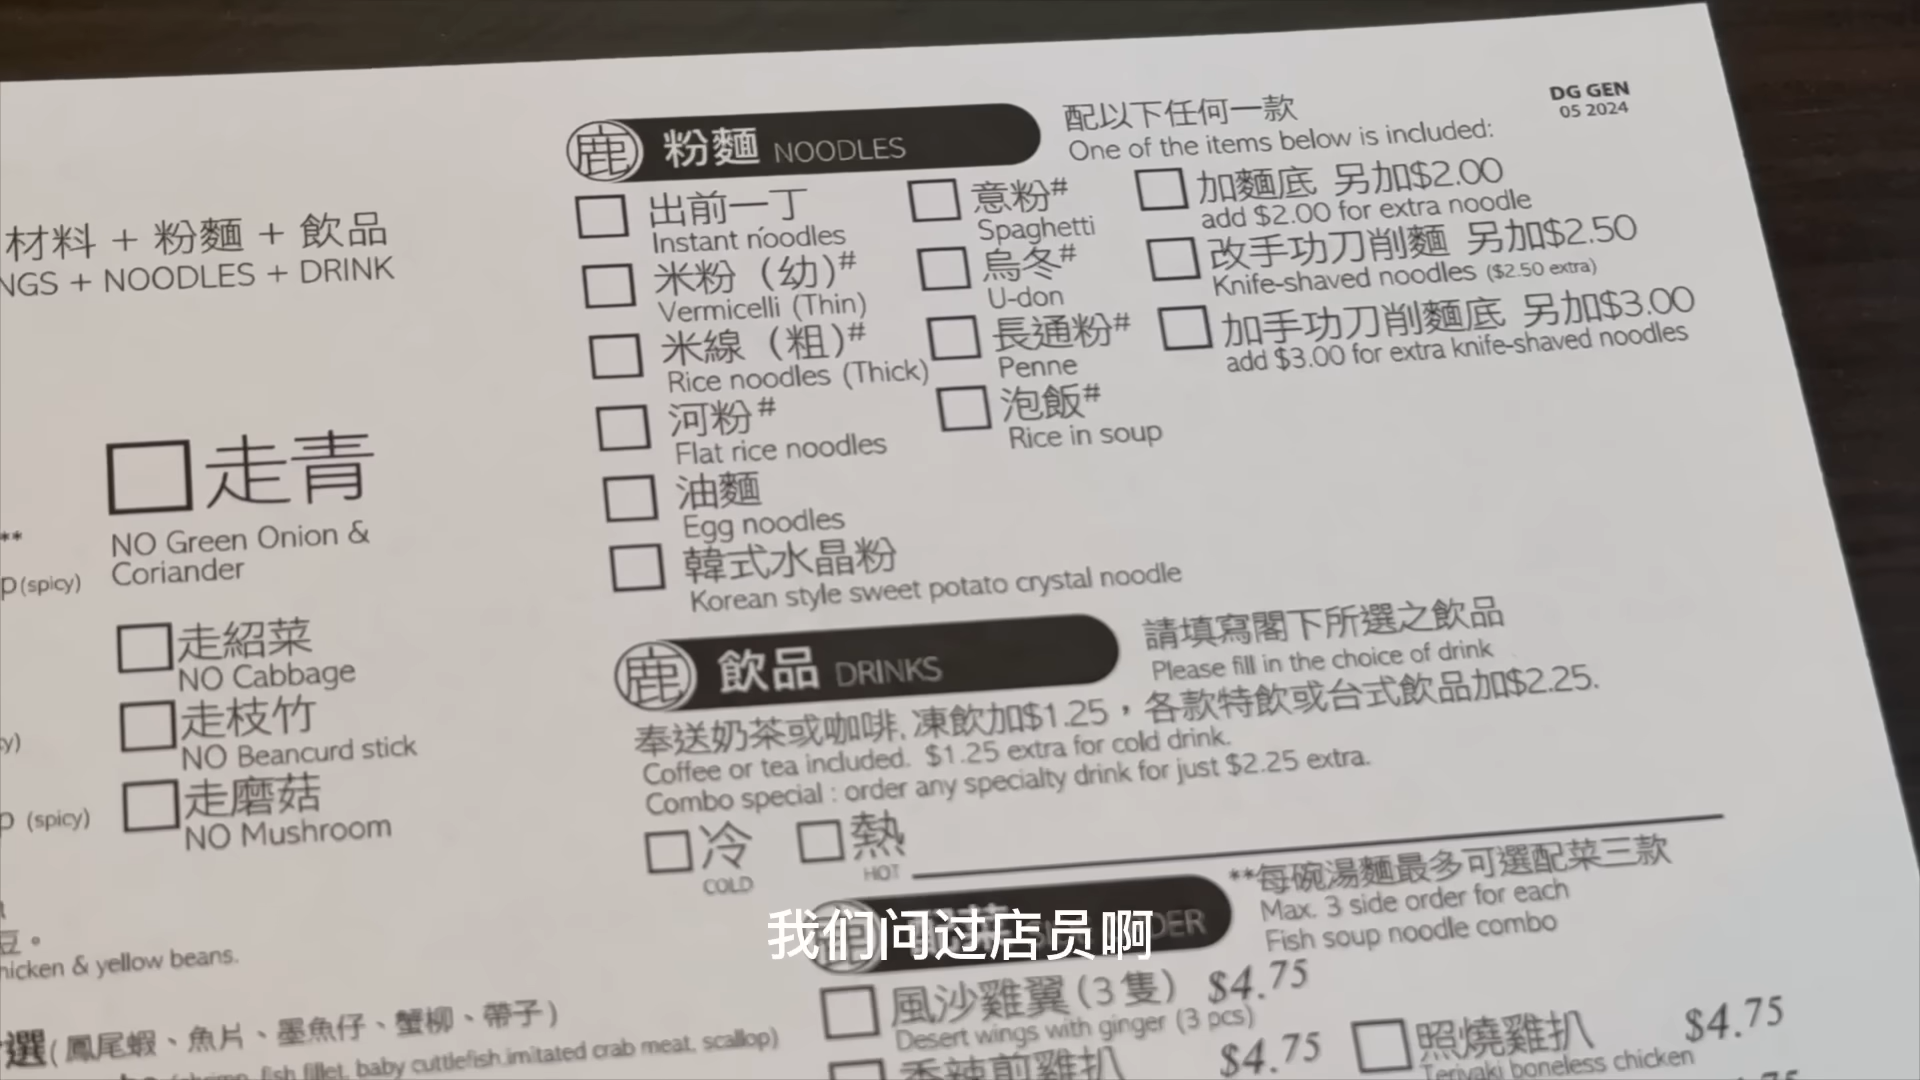 DG GEN
05 2024
材料 + 粉麵 + 飲品
NGS + NOODLES + DRINK
走青
NO Green Onion &
Coriander
**
p (spicy)
走紹菜
NO Cabbage
走枝竹
NO Beancurd stick
走磨菇
NO Mushroom
y)
p (spicy)
豆。
hicken & yellow beans.
選(鳳尾蝦、魚片、墨魚仔、蟹柳、帶子)
(shrimp, fish fillet, baby cuttlefish, imitated crab meat, scallop)
鹿 粉麵 NOODLES
配以下任何一款
One of the items below is included:
出前一丁
Instant noodles
米粉（幼)#
Vermicelli (Thin)
米線（粗)#
Rice noodles (Thick)
河粉#
Flat rice noodles
油麵
Egg noodles
韓式水晶粉
Korean style sweet potato crystal noodle
意粉#
Spaghetti
烏冬#
U-don
長通粉#
Penne
泡飯#
Rice in soup
加麵底 另加$2.00
add $2.00 for extra noodle
改手功刀削麵 另加$2.50
Knife-shaved noodles ($2.50 extra)
加手功刀削麵底 另加$3.00
add $3.00 for extra knife-shaved noodles
鹿 飲品 DRINKS
請填寫閣下所選之飲品
Please fill in the choice of drink
奉送奶茶或咖啡, 凍飲加$1.25，各款特飲或台式飲品加$2.25.
Coffee or tea included. $1.25 extra for cold drink.
Combo special : order any specialty drink for just $2.25 extra.
冷
COLD
熱
HOT
DER
**每碗湯麵最多可選配菜三款
Max. 3 side order for each
Fish soup noodle combo
我们问过店员啊
風沙雞翼(3隻) $4.75
Desert wings with ginger (3 pcs)
香辣煎雞扒 $4.75
照燒雞扒 $4.75
Teriyaki boneless chicken